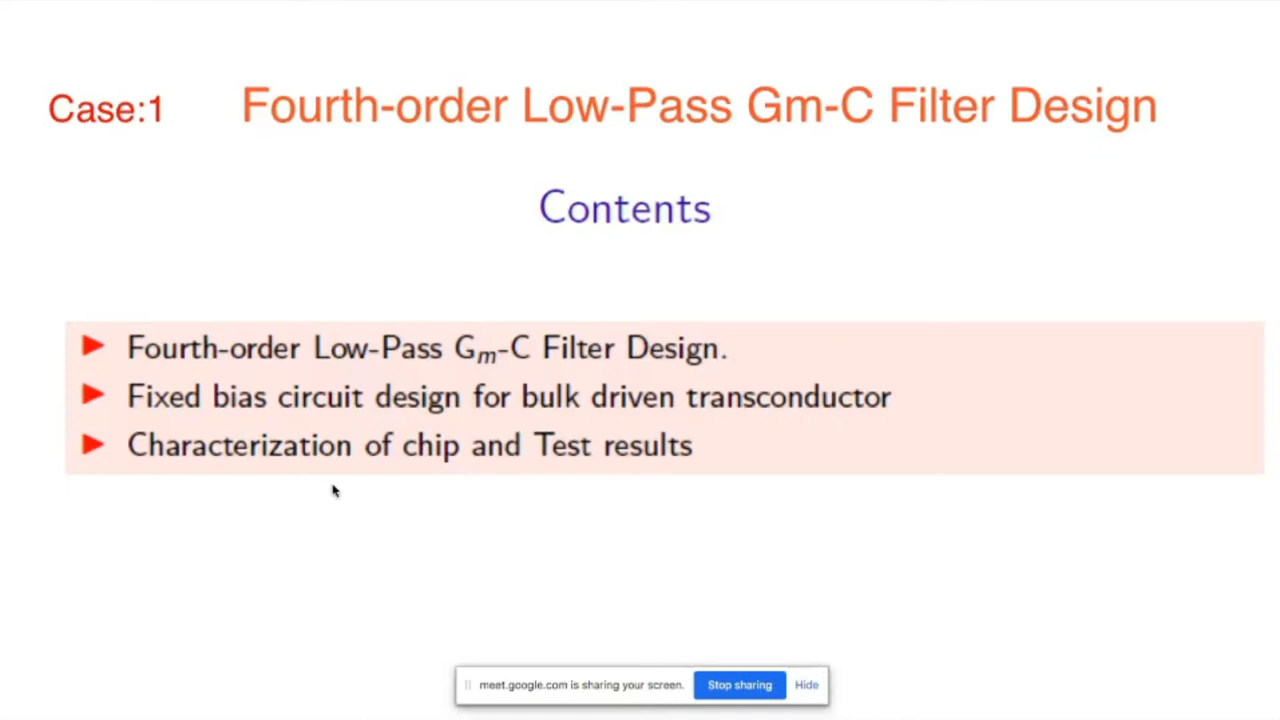 Case:1 Fourth-order Low-Pass Gm-C Filter Design
Contents
Fourth-order Low-Pass Gm-C Filter Design.
Fixed bias circuit design for bulk driven transconductor
Characterization of chip and Test results
meet.google.com is sharing your screen. Stop sharing Hide